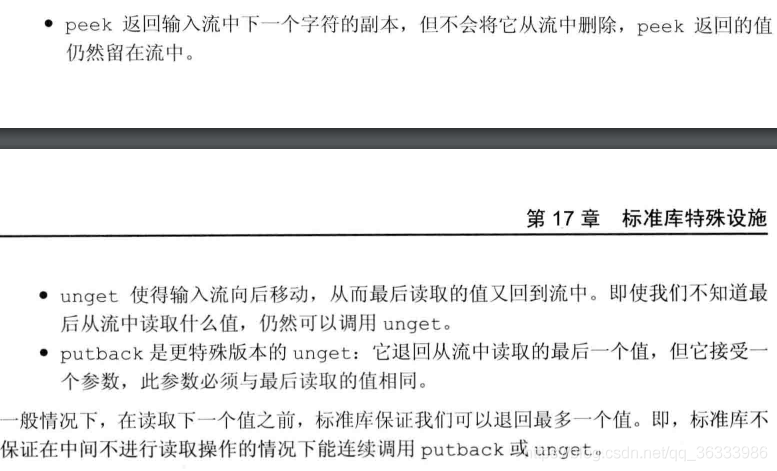 ● peek 返回输入流中下一个字符的副本，但不会将它从流中删除，peek 返回的值
仍然留在流中。
第 17 章 标准库特殊设施
● unget 使得输入流向后移动，从而最后读取的值又回到流中。即使我们不知道最
后从流中读取什么值，仍然可以调用 unget。
● putback 是更特殊版本的 unget：它退回从流中读取的最后一个值，但它接受一
个参数，此参数必须与最后读取的值相同。
一般情况下，在读取下一个值之前，标准库保证我们可以退回最多一个值。即，标准库不
保证在中间不进行读取操作的情况下能连续调用 putback 或 unget。
https://blog.csdn.net/qq_36333986